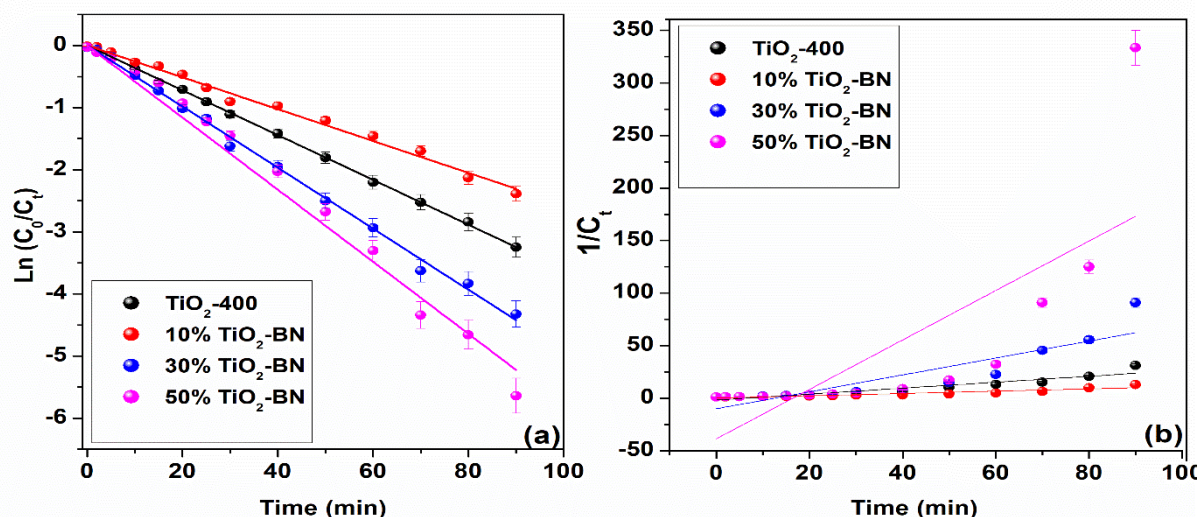 Ln (C₀/Cₜ)
0
-1
-2
-3
-4
-5
-6
TiO₂-400
10% TiO₂-BN
30% TiO₂-BN
50% TiO₂-BN
(a)
0 20 40 60 80 100
Time (min)
1/Cₜ
350
300
250
200
150
100
50
0
-50
TiO₂-400
10% TiO₂-BN
30% TiO₂-BN
50% TiO₂-BN
(b)
0 20 40 60 80 100
Time (min)